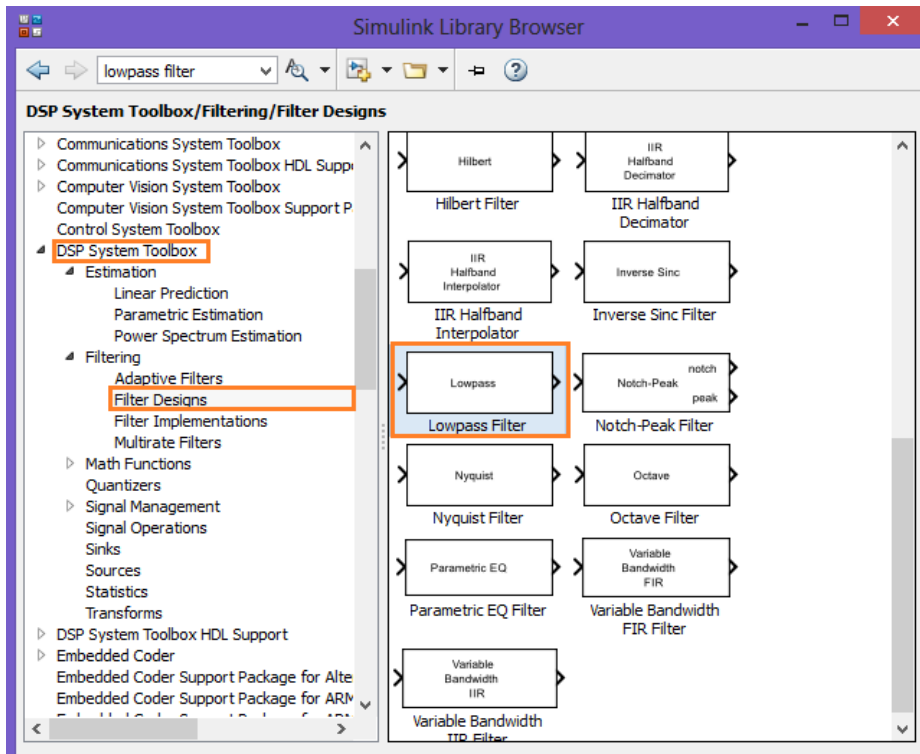 Simulink Library Browser
lowpass filter
DSP System Toolbox/Filtering/Filter Designs
Communications System Toolbox
Communications System Toolbox HDL Suppo
Computer Vision System Toolbox
Computer Vision System Toolbox Support P
Control System Toolbox
DSP System Toolbox
Estimation
Linear Prediction
Parametric Estimation
Power Spectrum Estimation
Filtering
Adaptive Filters
Filter Designs
Filter Implementations
Multirate Filters
Math Functions
Quantizers
Signal Management
Signal Operations
Sinks
Sources
Statistics
Transforms
DSP System Toolbox HDL Support
Embedded Coder
Embedded Coder Support Package for Alte
Embedded Coder Support Package for ARM
Hilbert
Hilbert Filter
IIR
Halfband
Decimator
IIR Halfband
Decimator
IIR
Halfband
Interpolator
IIR Halfband
Interpolator
Inverse Sinc
Inverse Sinc Filter
Lowpass
Lowpass Filter
Notch-Peak
notch
peak
Notch-Peak Filter
Nyquist
Nyquist Filter
Octave
Octave Filter
Parametric EQ
Parametric EQ Filter
Variable
Bandwidth
FIR
Variable Bandwidth
FIR Filter
Variable
Bandwidth
IIR
Variable Bandwidth
IIR Filter